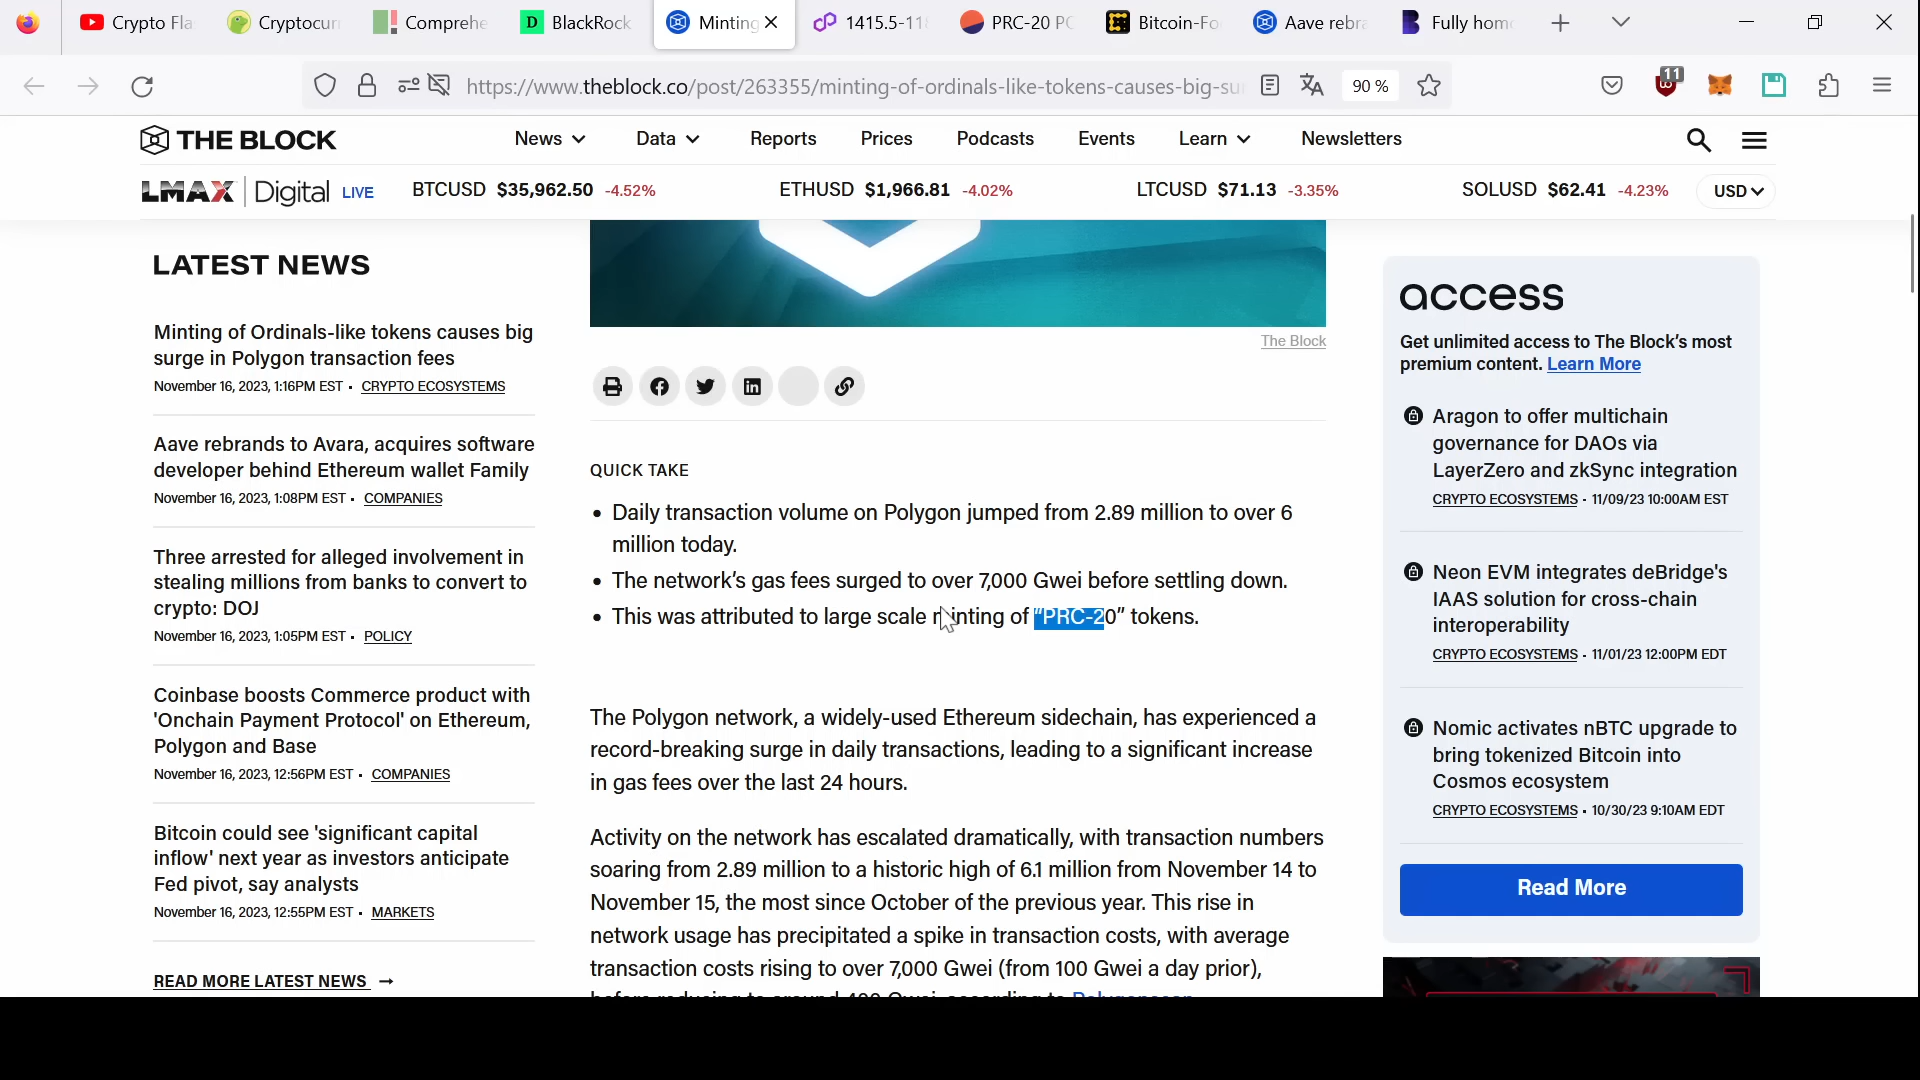 Crypto Fla
Cryptocurr
Comprehe
BlackRock
Minting
1415.5-11
PRC-20 PO
Bitcoin-Fo
Aave rebra
Fully homo
https://www.theblock.co/post/263355/minting-of-ordinals-like-tokens-causes-big-su
90 %
11
THE BLOCK
News
Data
Reports
Prices
Podcasts
Events
Learn
Newsletters
LMAX Digital LIVE
BTCUSD $35,962.50 -4.52%
ETHUSD $1,966.81 -4.02%
LTCUSD $71.13 -3.35%
SOLUSD $62.41 -4.23%
USD
LATEST NEWS
Minting of Ordinals-like tokens causes big
surge in Polygon transaction fees
November 16, 2023, 1:16PM EST • CRYPTO ECOSYSTEMS
Aave rebrands to Avara, acquires software
developer behind Ethereum wallet Family
November 16, 2023, 1:08PM EST • COMPANIES
Three arrested for alleged involvement in
stealing millions from banks to convert to
crypto: DOJ
November 16, 2023, 1:05PM EST • POLICY
Coinbase boosts Commerce product with
'Onchain Payment Protocol' on Ethereum,
Polygon and Base
November 16, 2023, 12:56PM EST • COMPANIES
Bitcoin could see 'significant capital
inflow' next year as investors anticipate
Fed pivot, say analysts
November 16, 2023, 12:55PM EST • MARKETS
READ MORE LATEST NEWS →
The Block
QUICK TAKE
• Daily transaction volume on Polygon jumped from 2.89 million to over 6
million today.
• The network’s gas fees surged to over 7,000 Gwei before settling down.
• This was attributed to large scale minting of “PRC-20” tokens.
The Polygon network, a widely-used Ethereum sidechain, has experienced a
record-breaking surge in daily transactions, leading to a significant increase
in gas fees over the last 24 hours.
Activity on the network has escalated dramatically, with transaction numbers
soaring from 2.89 million to a historic high of 6.1 million from November 14 to
November 15, the most since October of the previous year. This rise in
network usage has precipitated a spike in transaction costs, with average
transaction costs rising to over 7,000 Gwei (from 100 Gwei a day prior),
before reducing to around 400 Gwei, according to Polygonscan
access
Get unlimited access to The Block's most
premium content. Learn More
Aragon to offer multichain
governance for DAOs via
LayerZero and zkSync integration
CRYPTO ECOSYSTEMS • 11/09/23 10:00AM EST
Neon EVM integrates deBridge's
IAAS solution for cross-chain
interoperability
CRYPTO ECOSYSTEMS • 11/01/23 12:00PM EDT
Nomic activates nBTC upgrade to
bring tokenized Bitcoin into
Cosmos ecosystem
CRYPTO ECOSYSTEMS • 10/30/23 9:10AM EDT
Read More